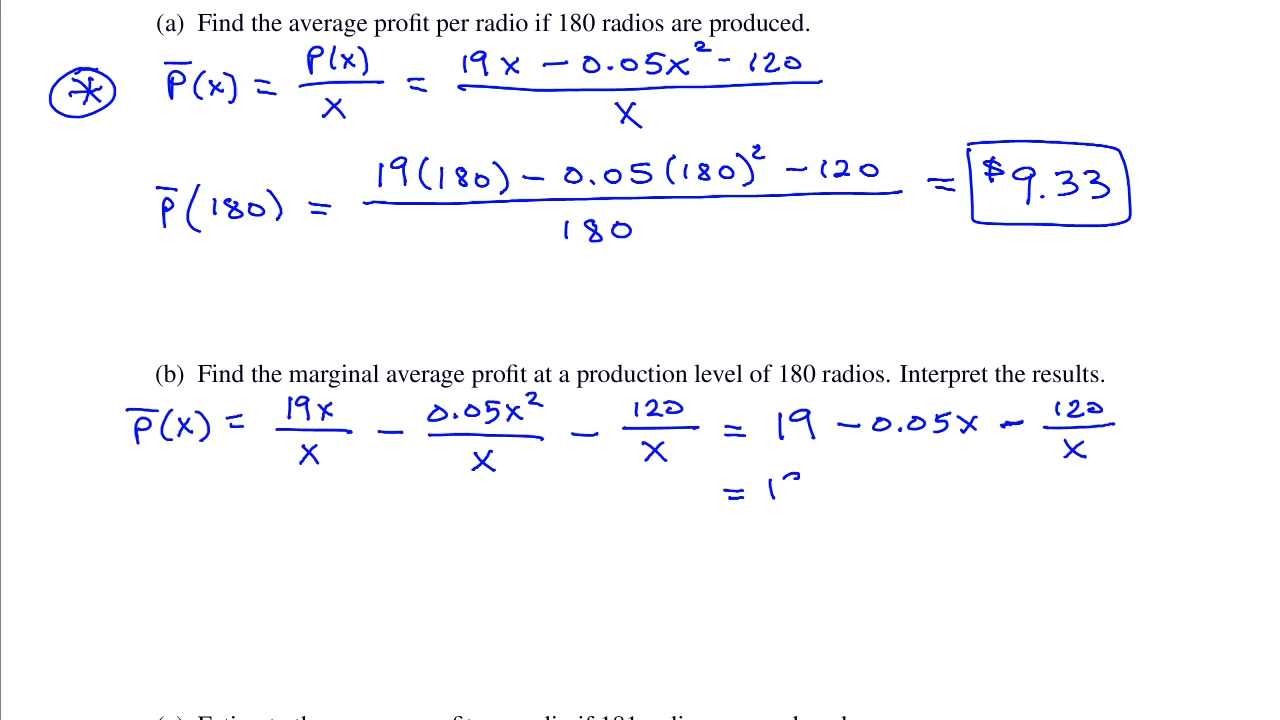 (a) Find the average profit per radio if 180 radios are produced.
P̅(x) = P(x)/x = (19x − 0.05x² − 120)/x
P̅(180) = (19(180) − 0.05(180)² − 120)/180 = $9.33
(b) Find the marginal average profit at a production level of 180 radios. Interpret the results.
P̅(x) = 19x/x − 0.05x²/x − 120/x = 19 − 0.05x − 120/x
= 1